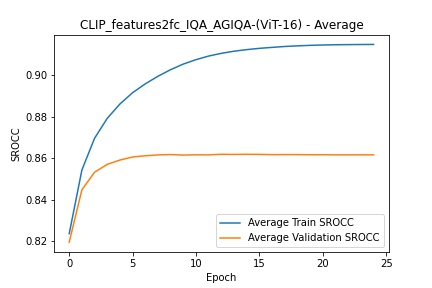 CLIP_features2fc_IQA_AGIQA-(ViT-16) - Average
0.90
0.88
0.86
0.84
0.82
SROCC
Average Train SROCC
Average Validation SROCC
0 5 10 15 20 25
Epoch